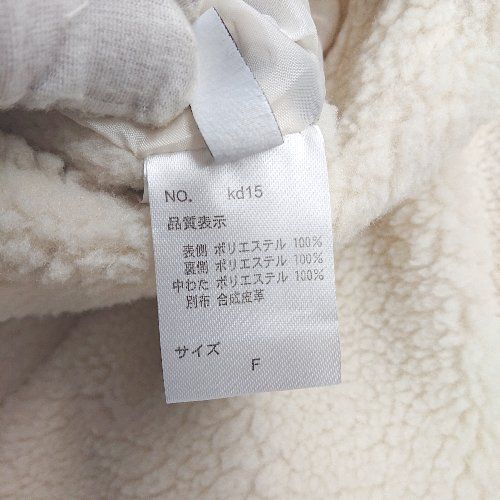 NO. kd15
品質表示
表側 ポリエステル 100%
裏側 ポリエステル 100%
中わた ポリエステル 100%
別布 合成皮革
サイズ
F